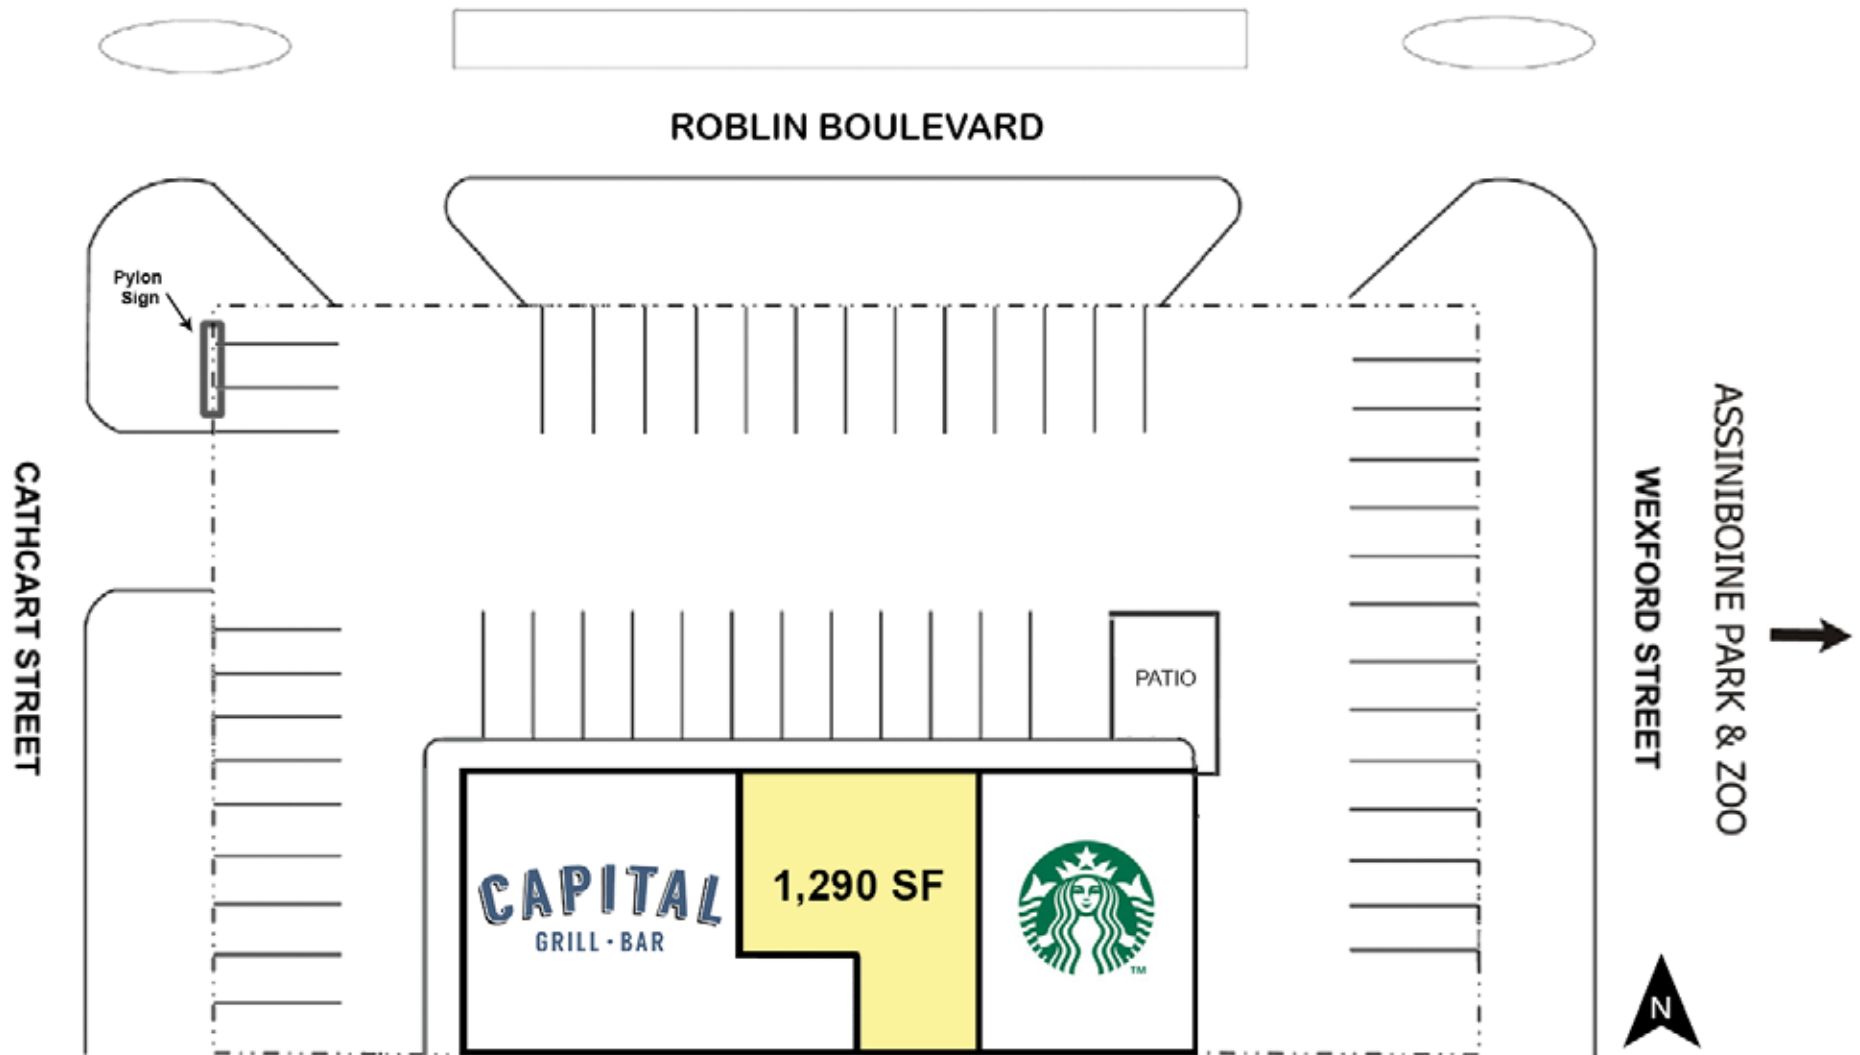 ROBLIN BOULEVARD
Pylon
Sign
CATHCART STREET
WEXFORD STREET
ASSINIBOINE PARK & ZOO
PATIO
CAPITAL
GRILL · BAR
1,290 SF
TM
N